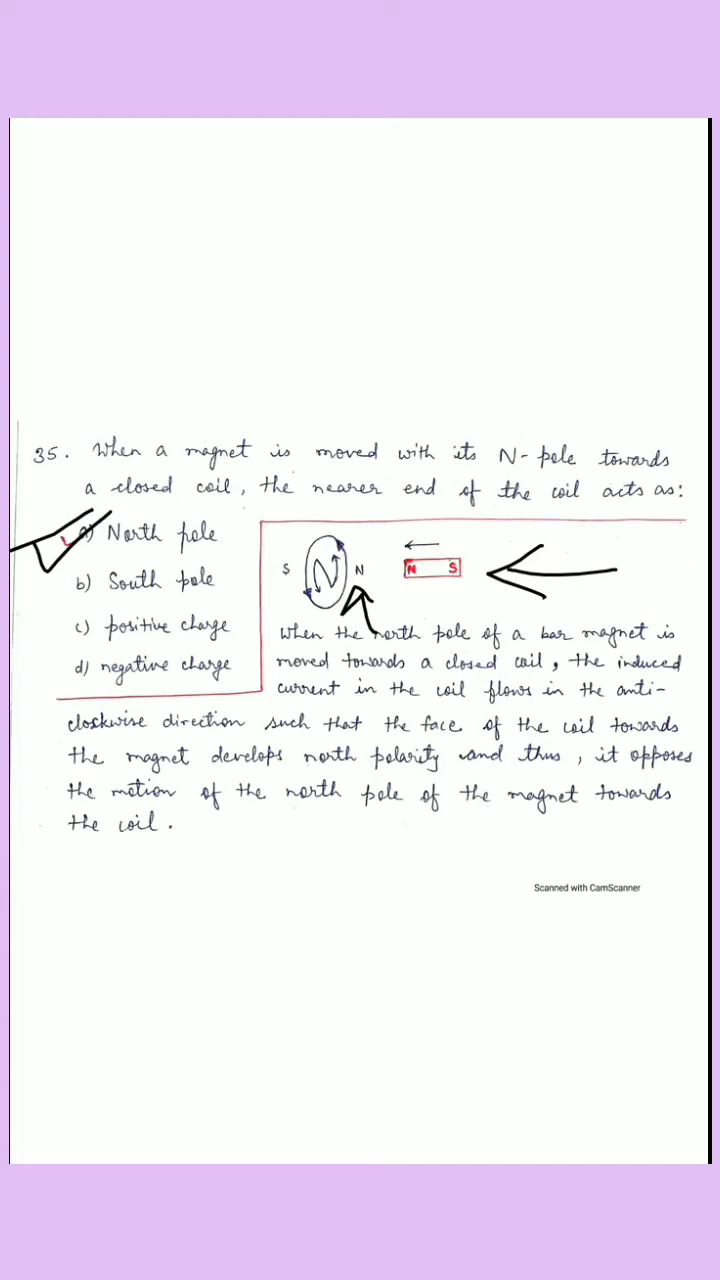 35. When a magnet is moved with its N-pole towards
a closed coil, the nearer end of the coil acts as:
a) North pole
b) South pole
c) positive charge
d) negative charge
S N N N S
When the north pole of a bar magnet is
moved towards a closed coil, the induced
current in the coil flows in the anti-
clockwise direction such that the face of the coil towards
the magnet develops north polarity and thus, it opposes
the motion of the north pole of the magnet towards
the coil.
Scanned with CamScanner